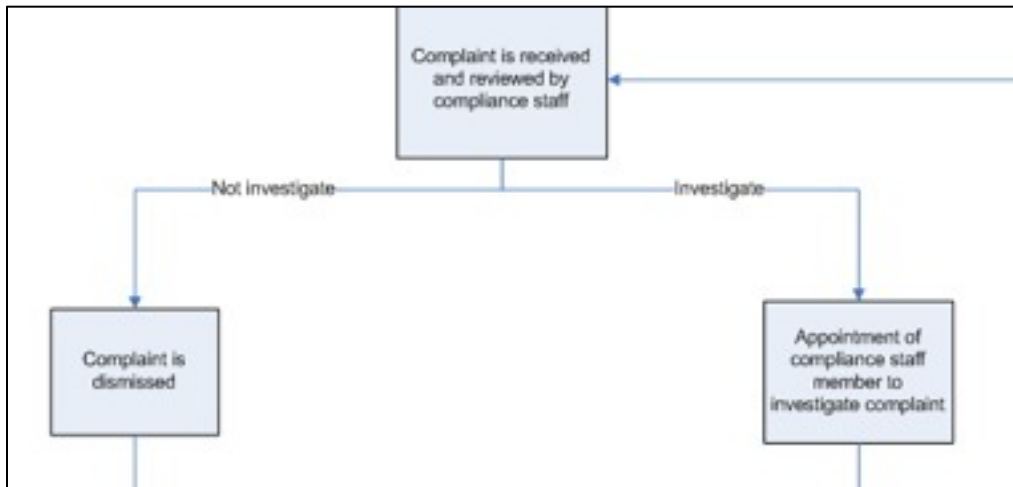 Complaint is received
and reviewed by
compliance staff
Not investigate
Investigate
Complaint is
dismissed
Appointment of
compliance staff
member to
investigate complaint